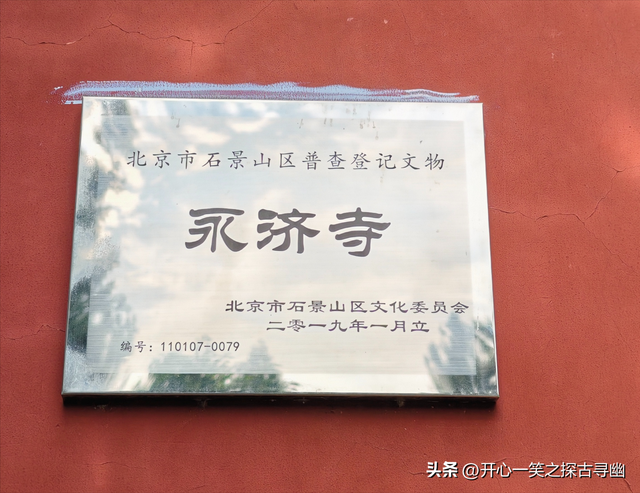 北京市石景山区普查登记文物
永济寺
北京市石景山区文化委员会
二零一九年一月立
编号：110107-0079
头条 @开心一笑之探古寻幽